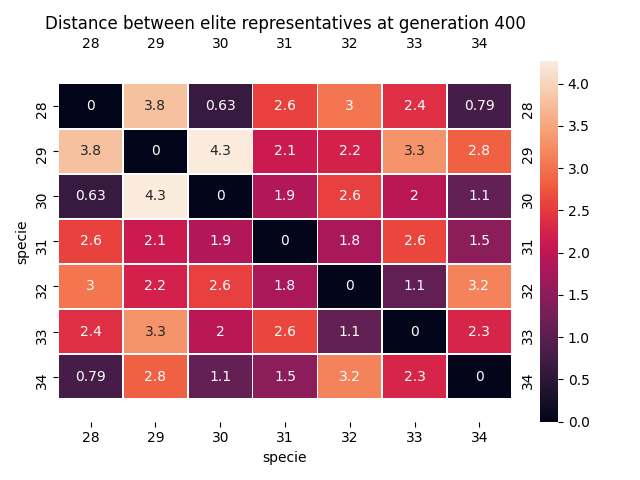 Distance between elite representatives at generation 400
28 29 30 31 32 33 34
28 0 3.8 0.63 2.6 3 2.4 0.79 28
29 3.8 0 4.3 2.1 2.2 3.3 2.8 29
30 0.63 4.3 0 1.9 2.6 2 1.1 30
31 2.6 2.1 1.9 0 1.8 2.6 1.5 31
32 3 2.2 2.6 1.8 0 1.1 3.2 32
33 2.4 3.3 2 2.6 1.1 0 2.3 33
34 0.79 2.8 1.1 1.5 3.2 2.3 0 34
specie
28 29 30 31 32 33 34
specie
4.0
3.5
3.0
2.5
2.0
1.5
1.0
0.5
0.0